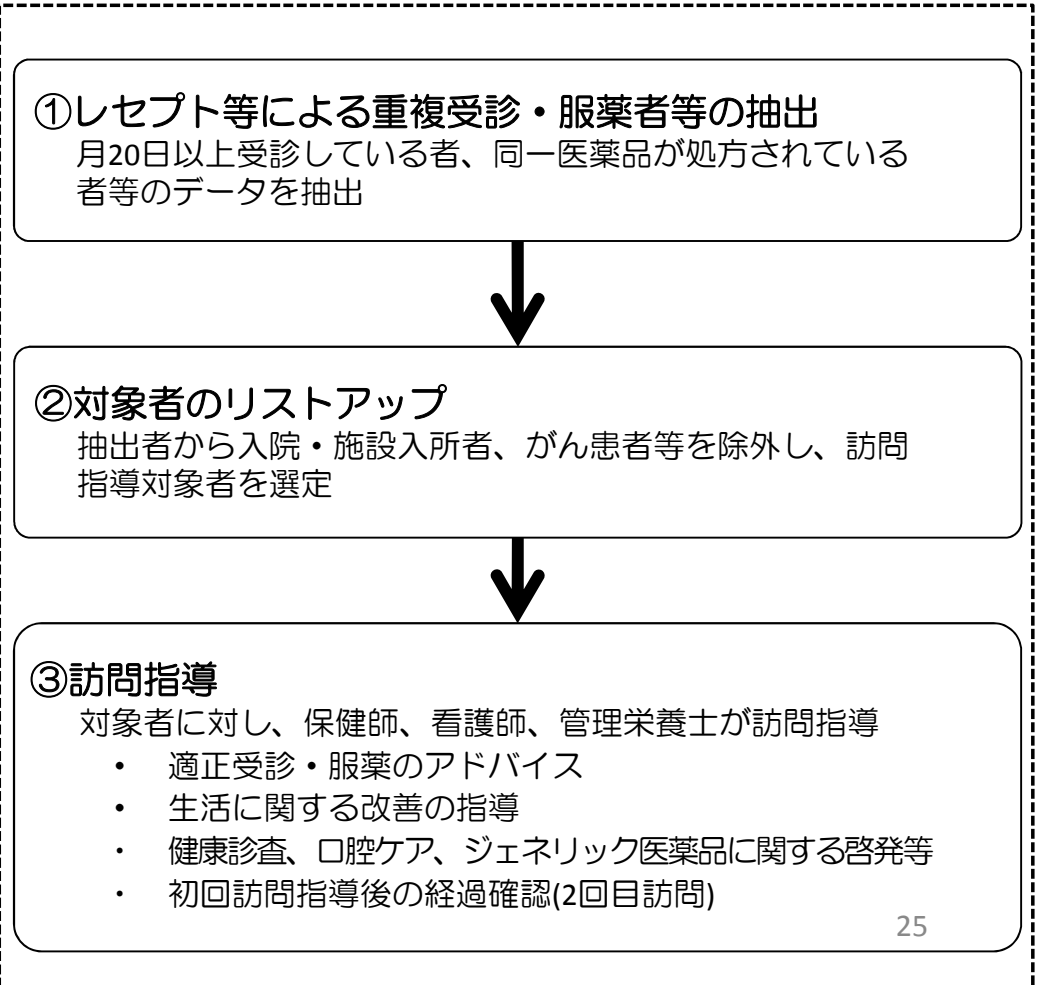 ①レセプト等による重複受診・服薬者等の抽出
月20日以上受診している者、同一医薬品が処方されている
者等のデータを抽出
②対象者のリストアップ
抽出者から入院・施設入所者、がん患者等を除外し、訪問
指導対象者を選定
③訪問指導
対象者に対し、保健師、看護師、管理栄養士が訪問指導
• 適正受診・服薬のアドバイス
• 生活に関する改善の指導
・ 健康診査、口腔ケア、ジェネリック医薬品に関する啓発等
・ 初回訪問指導後の経過確認(2回目訪問)
25